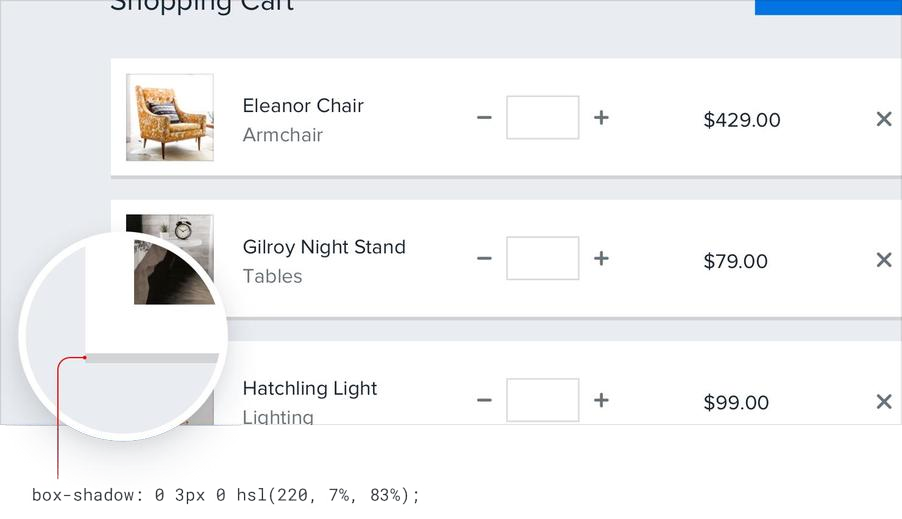 Shopping Cart
Eleanor Chair
Armchair
− + $429.00 ×
Gilroy Night Stand
Tables
− + $79.00 ×
Hatchling Light
Lighting
− + $99.00 ×
box-shadow: 0 3px 0 hsl(220, 7%, 83%);